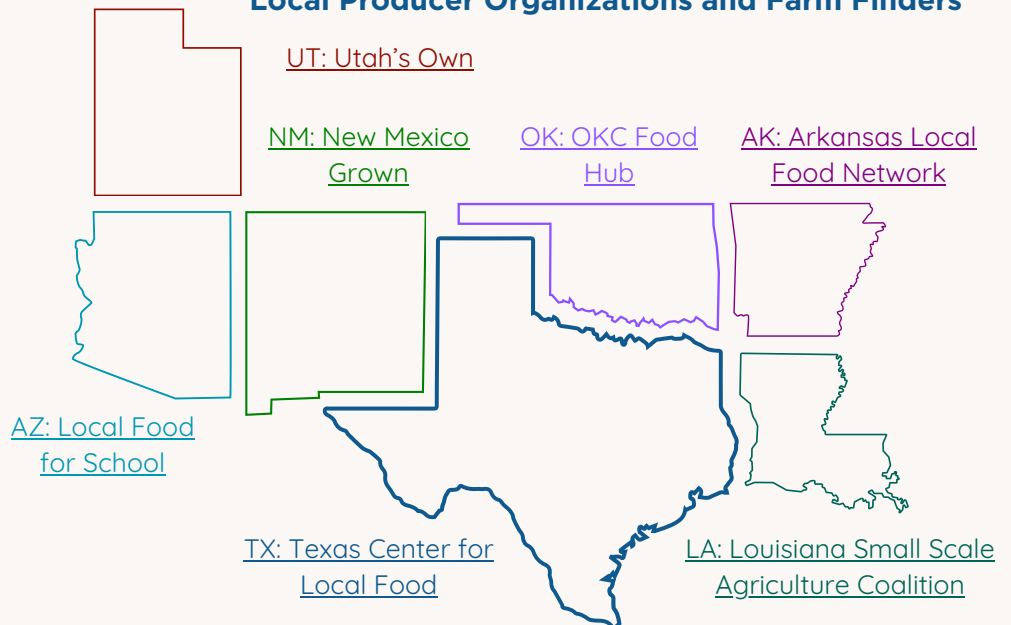 Local Producer Organizations and Farm Finders
UT: Utah’s Own
NM: New Mexico
Grown
OK: OKC Food
Hub
AK: Arkansas Local
Food Network
AZ: Local Food
for School
TX: Texas Center for
Local Food
LA: Louisiana Small Scale
Agriculture Coalition